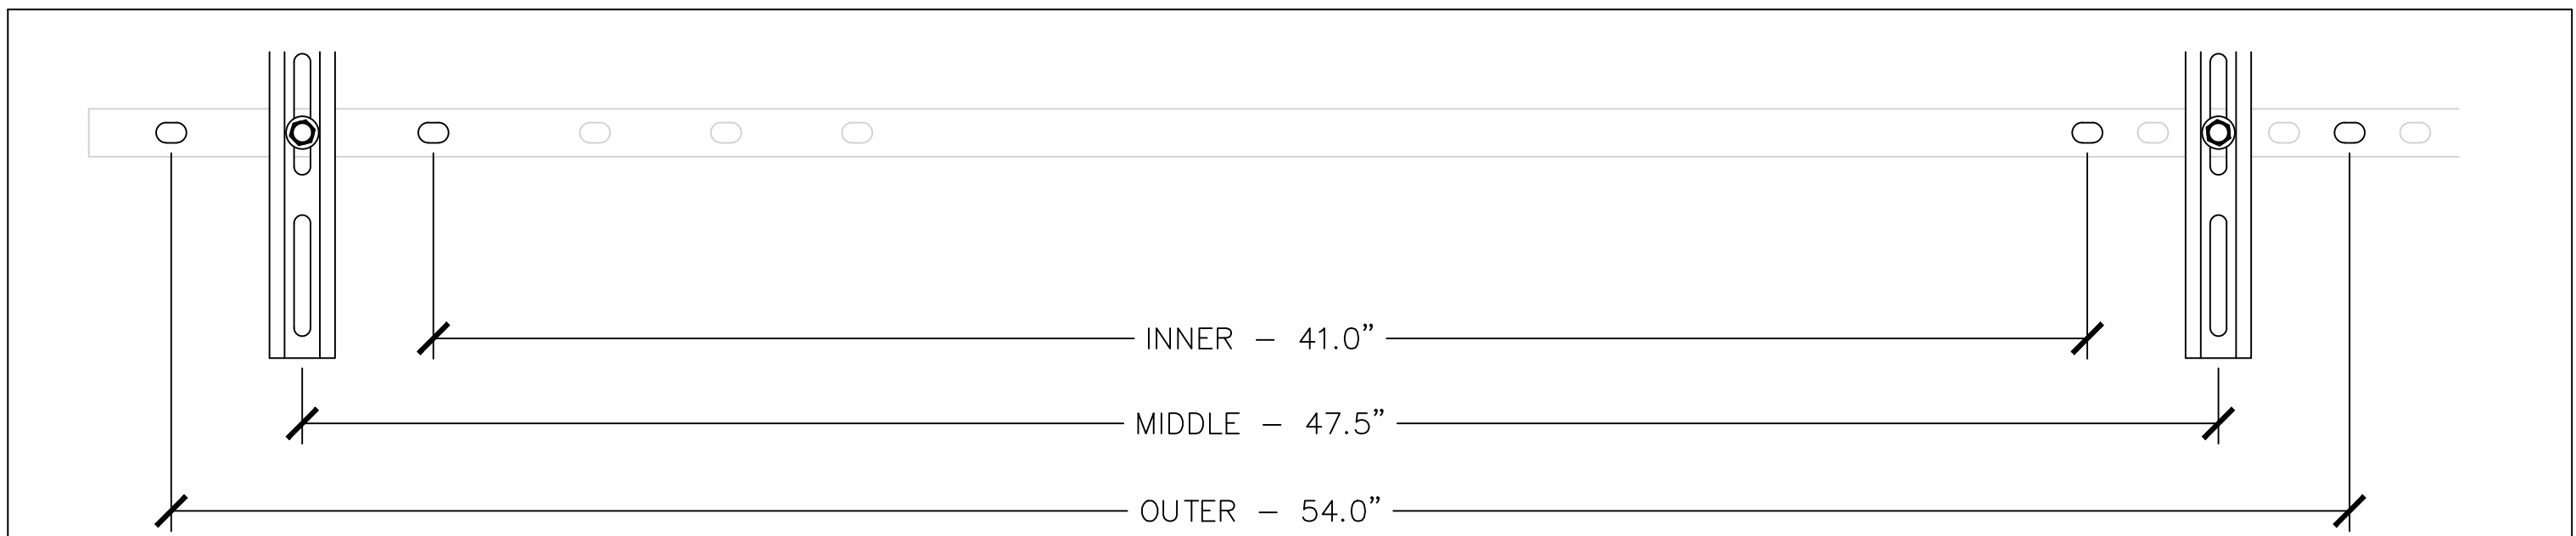 INNER – 41.0”
MIDDLE – 47.5”
OUTER – 54.0”